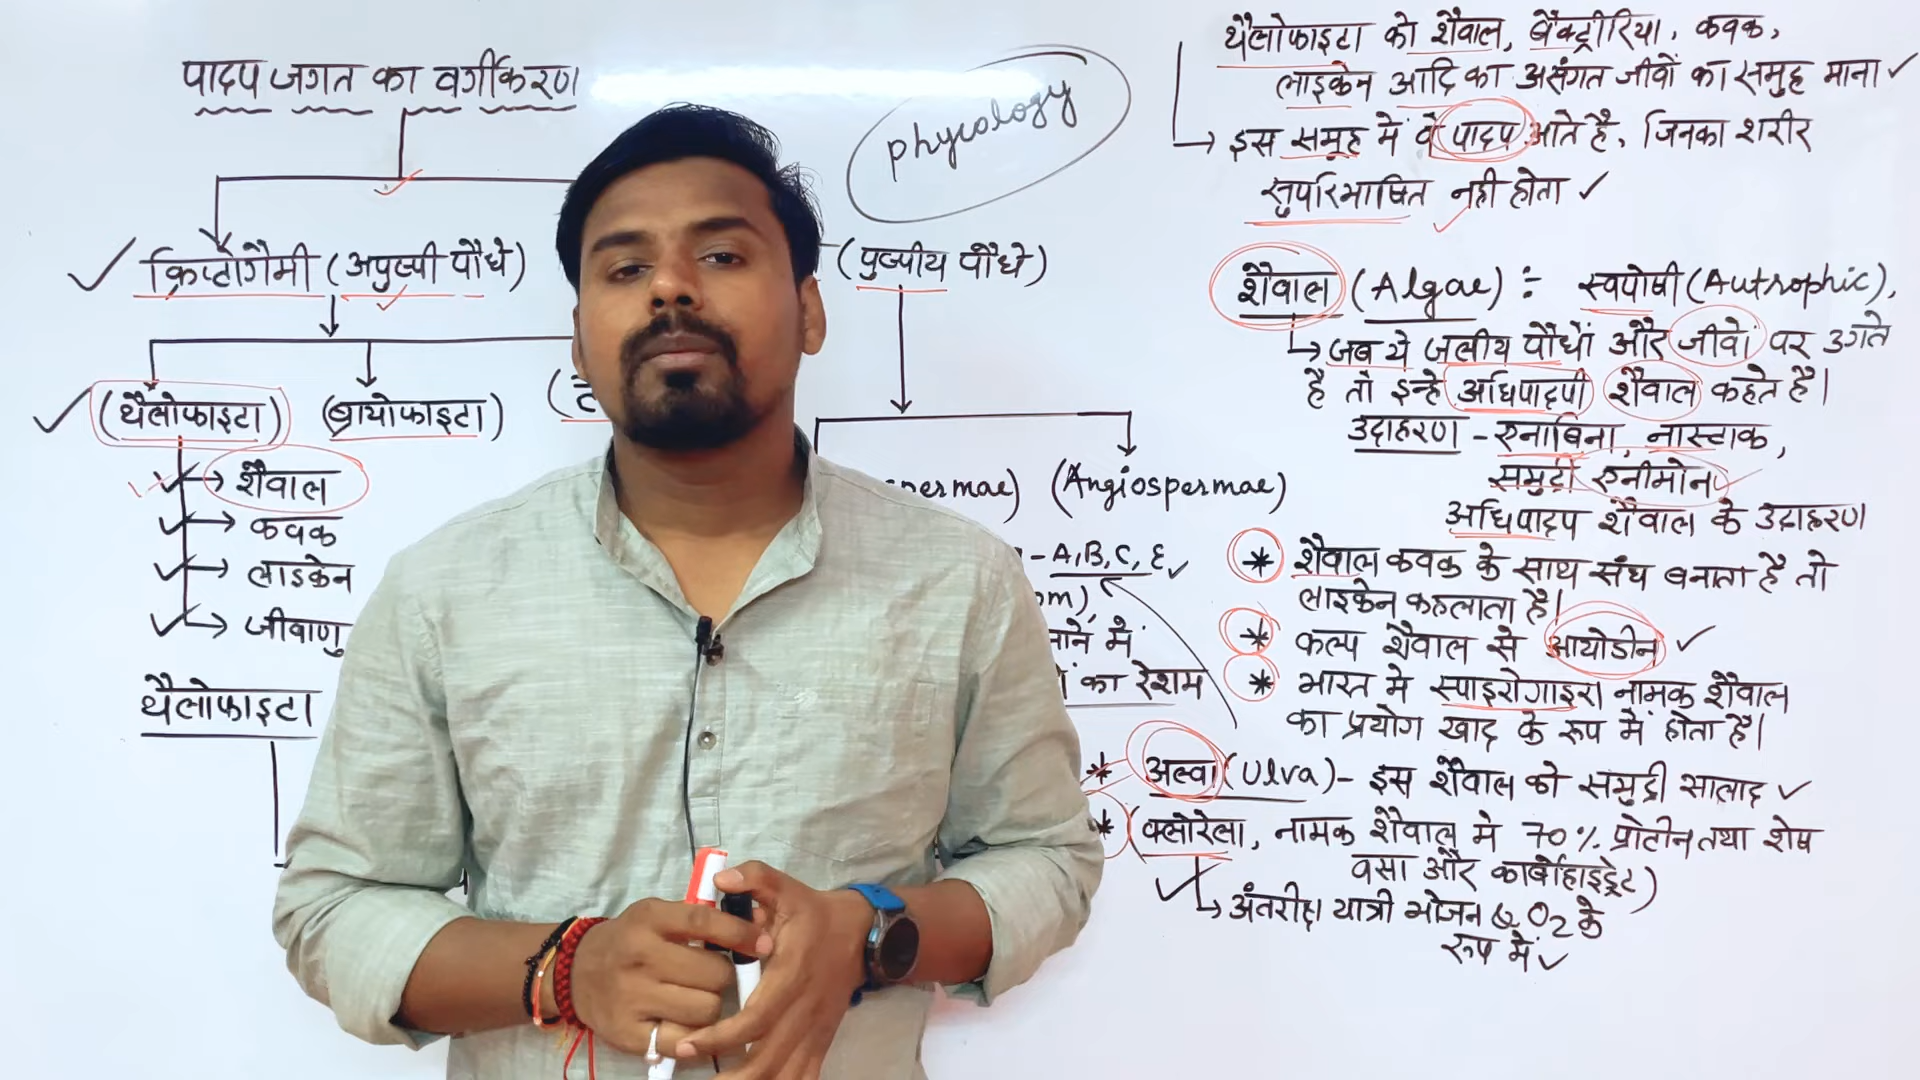 पादप जगत का वर्गीकरण
phycology
क्रिप्टोगैमी (अपुष्पी पौधे)
(पुष्पीय पौधे)
(थैलोफाइटा)
(ब्रायोफाइटा)
→ शैवाल
→ कवक
→ लाइकेन
→ जीवाणु
थैलोफाइटा
(Angiospermae)
- A, B, C, E
का रेशम
थैलोफाइटा को शैवाल, बैक्ट्रीरिया, कवक,
लाइकेन आदि का असंगत जीवों का समुह माना
→ इस समूह में वे पादप आते है, जिनका शरीर
सुपरिभाषित नही होता
शैवाल (Algae) : स्वपोषी (Autrophic),
→ जब ये जलीय पौधों और जीवों पर उगते
है तो इन्हे अधिपादपी शैवाल कहते है।
उदाहरण - एनाबिना, नास्टाक,
समुद्री एनीमोन
अधिपादप शैवाल के उदाहरण
* शैवाल कवक के साथ संघ बनाता है तो
लाइकेन कहलाता है।
* कल्प शैवाल से आयोडीन
* भारत मे स्पाइरोगाइरा नामक शैवाल
का प्रयोग खाद के रूप में होता है।
* अल्वा (Ulva) - इस शैवाल को समुद्री सालाद
* (क्लोरेला, नामक शैवाल मे 70% प्रोटीन तथा शेष
वसा और कार्बोहाइड्रेट)
→ अंतरीक्ष यात्री भोजन & O2 के
रूप में